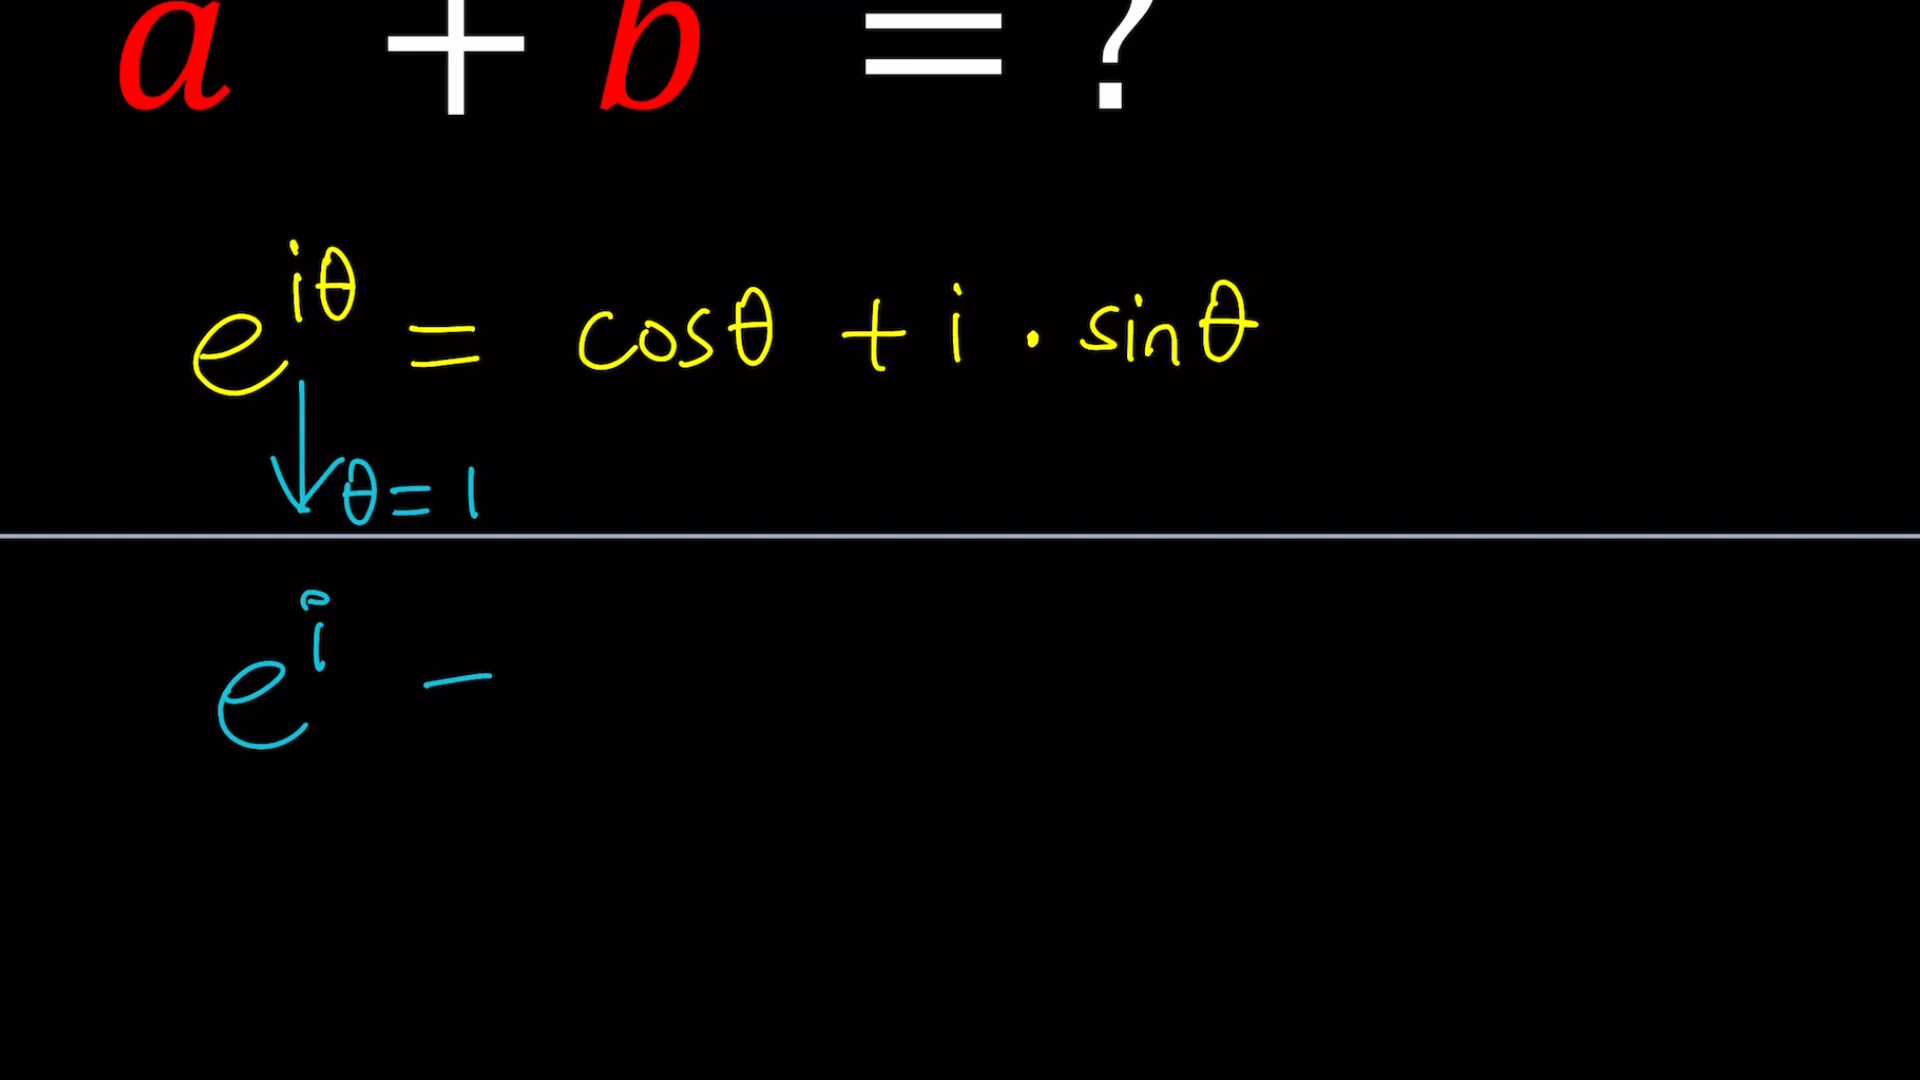 a + b = ?
e^{iθ} = cosθ + i · sinθ
θ = 1
e^i −